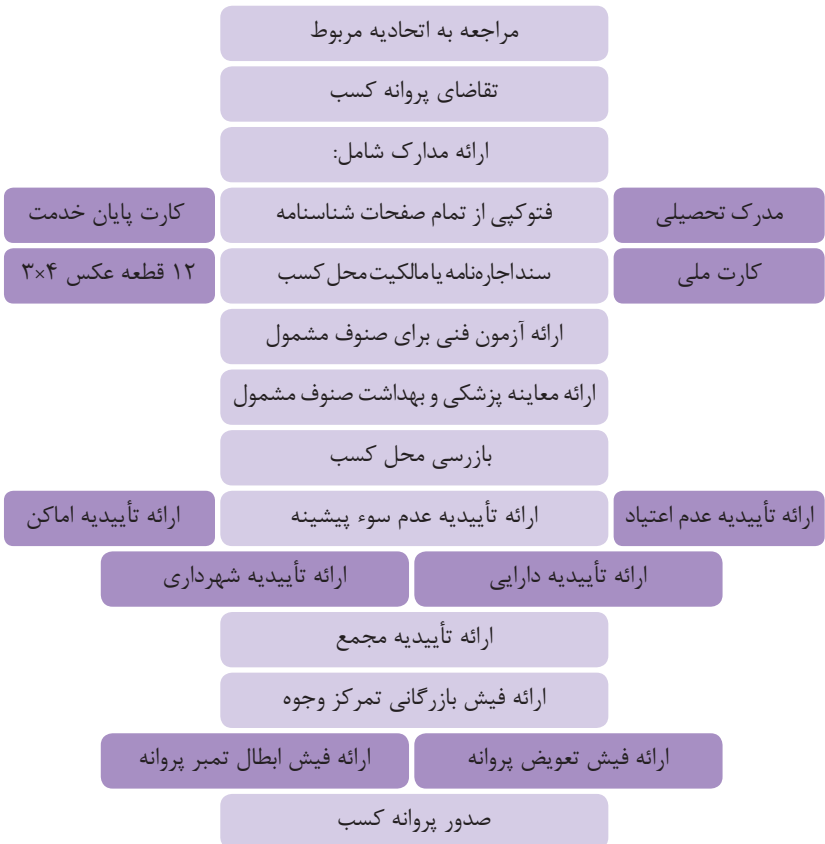 مراجعه به اتحادیه مربوط
تقاضای پروانه کسب
ارائه مدارک شامل:
مدرک تحصیلی
فتوکپی از تمام صفحات شناسنامه
کارت پایان خدمت
کارت ملی
سند اجاره‌نامه یا مالکیت محل کسب
۱۲ قطعه عکس ۴×۳
ارائه آزمون فنی برای صنوف مشمول
ارائه معاینه پزشکی و بهداشت صنوف مشمول
بازرسی محل کسب
ارائه تأییدیه عدم اعتیاد
ارائه تأییدیه عدم سوء پیشینه
ارائه تأییدیه اماکن
ارائه تأییدیه دارایی
ارائه تأییدیه شهرداری
ارائه تأییدیه مجمع
ارائه فیش بازرگانی تمرکز وجوه
ارائه فیش تعویض پروانه
ارائه فیش ابطال تمبر پروانه
صدور پروانه کسب